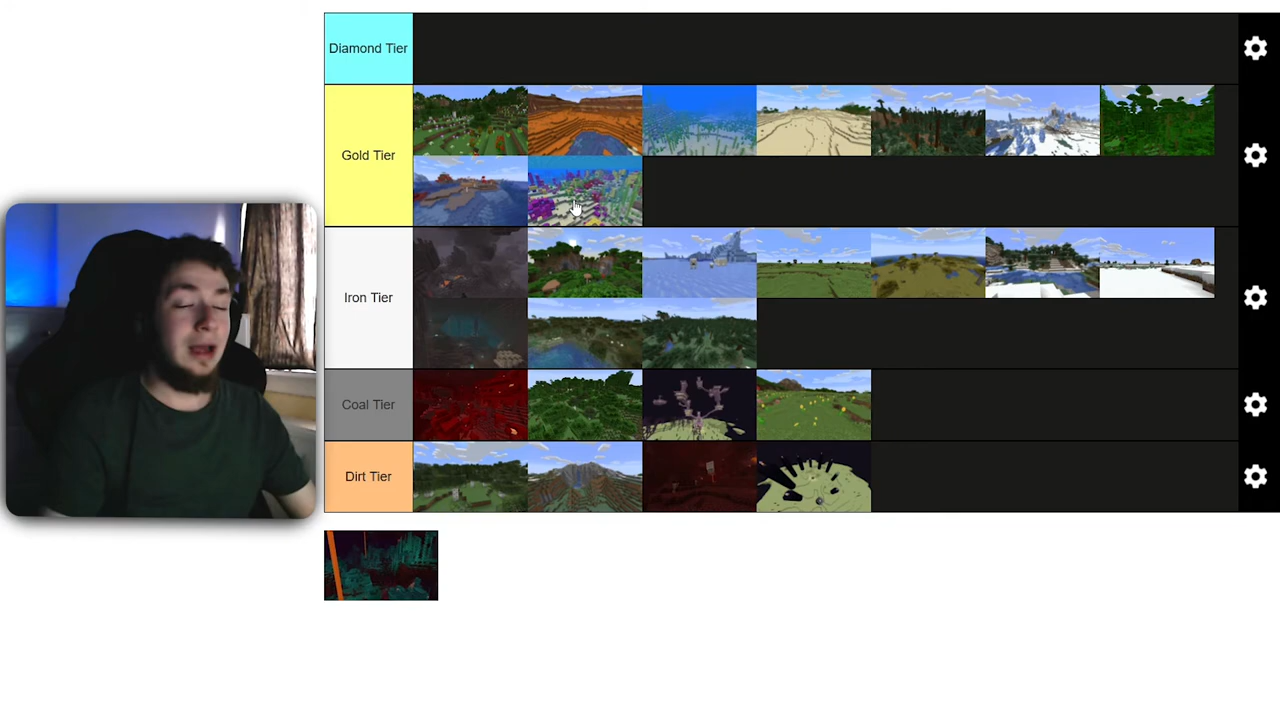 Diamond Tier
Gold Tier
Iron Tier
Coal Tier
Dirt Tier